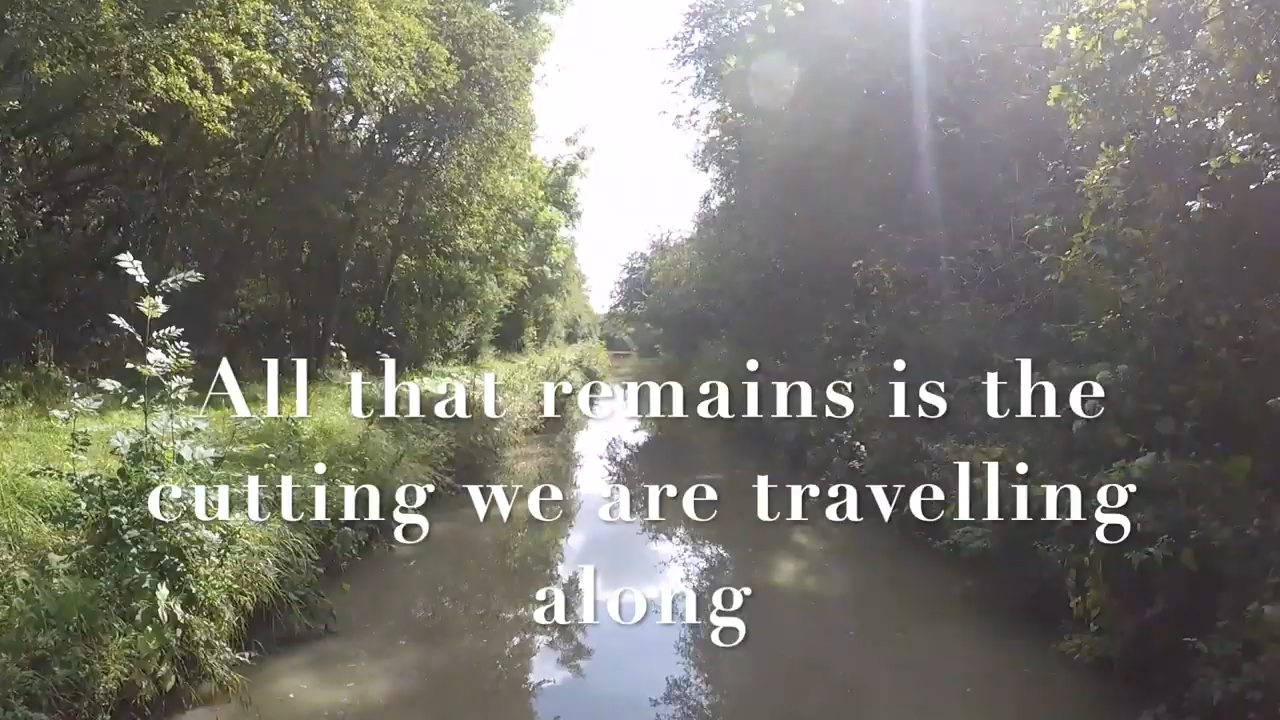 All that remains is the
cutting we are travelling
along